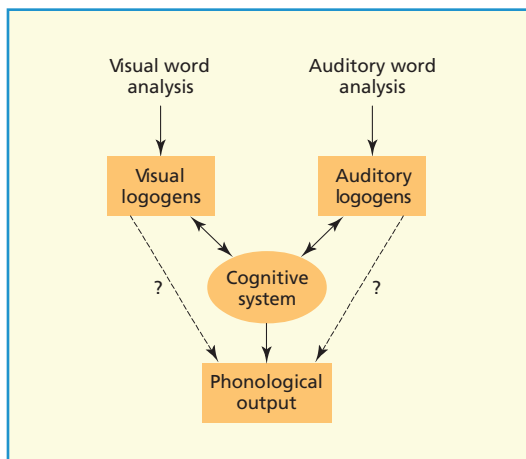 Visual word
analysis
Auditory word
analysis
Visual
logogens
Auditory
logogens
Cognitive
system
?
?
Phonological
output